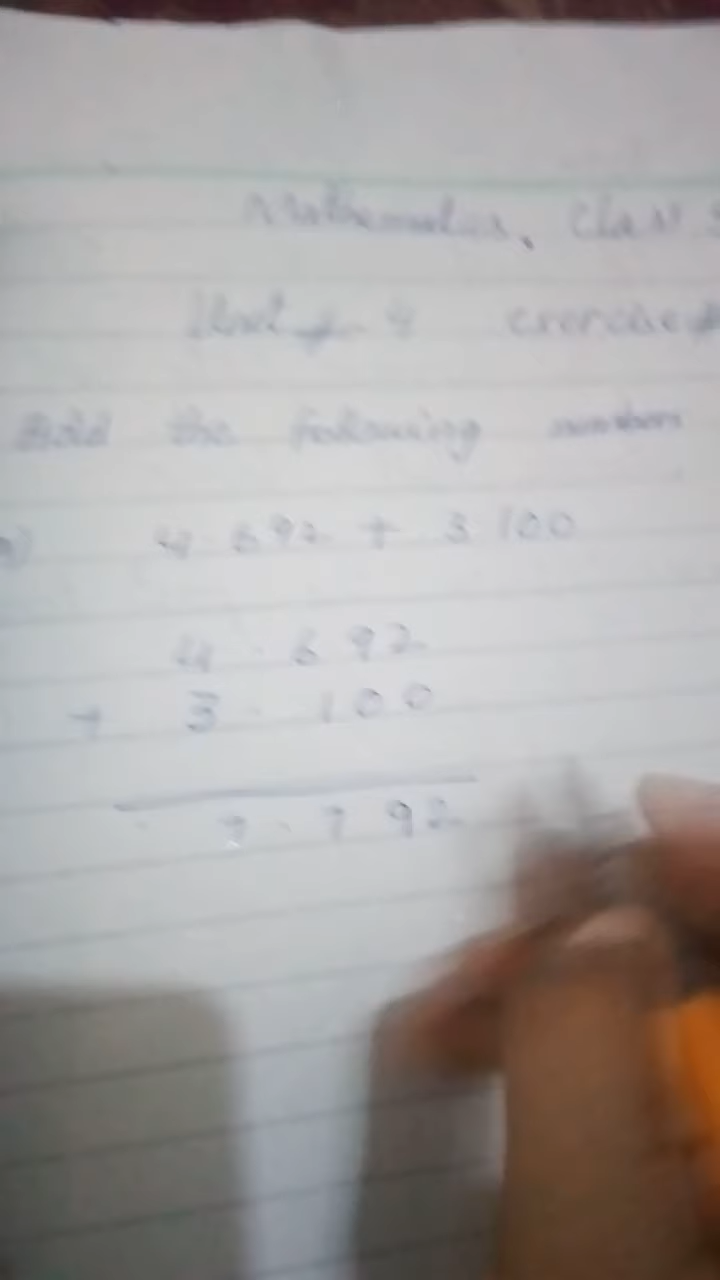 Mathematics, Class
Unit # 4 exercise #
Add the following numbers
a) 4.692 + 3.100
4.692
+ 3.100
7.792